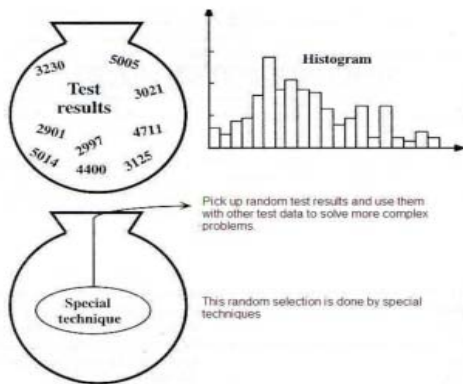 3230
5005
Test
results
3021
2901
2997
4711
5014
4400
3125
Histogram
Pick up random test results and use them
with other test data to solve more complex
problems.
Special
technique
This random selection is done by special
techniques